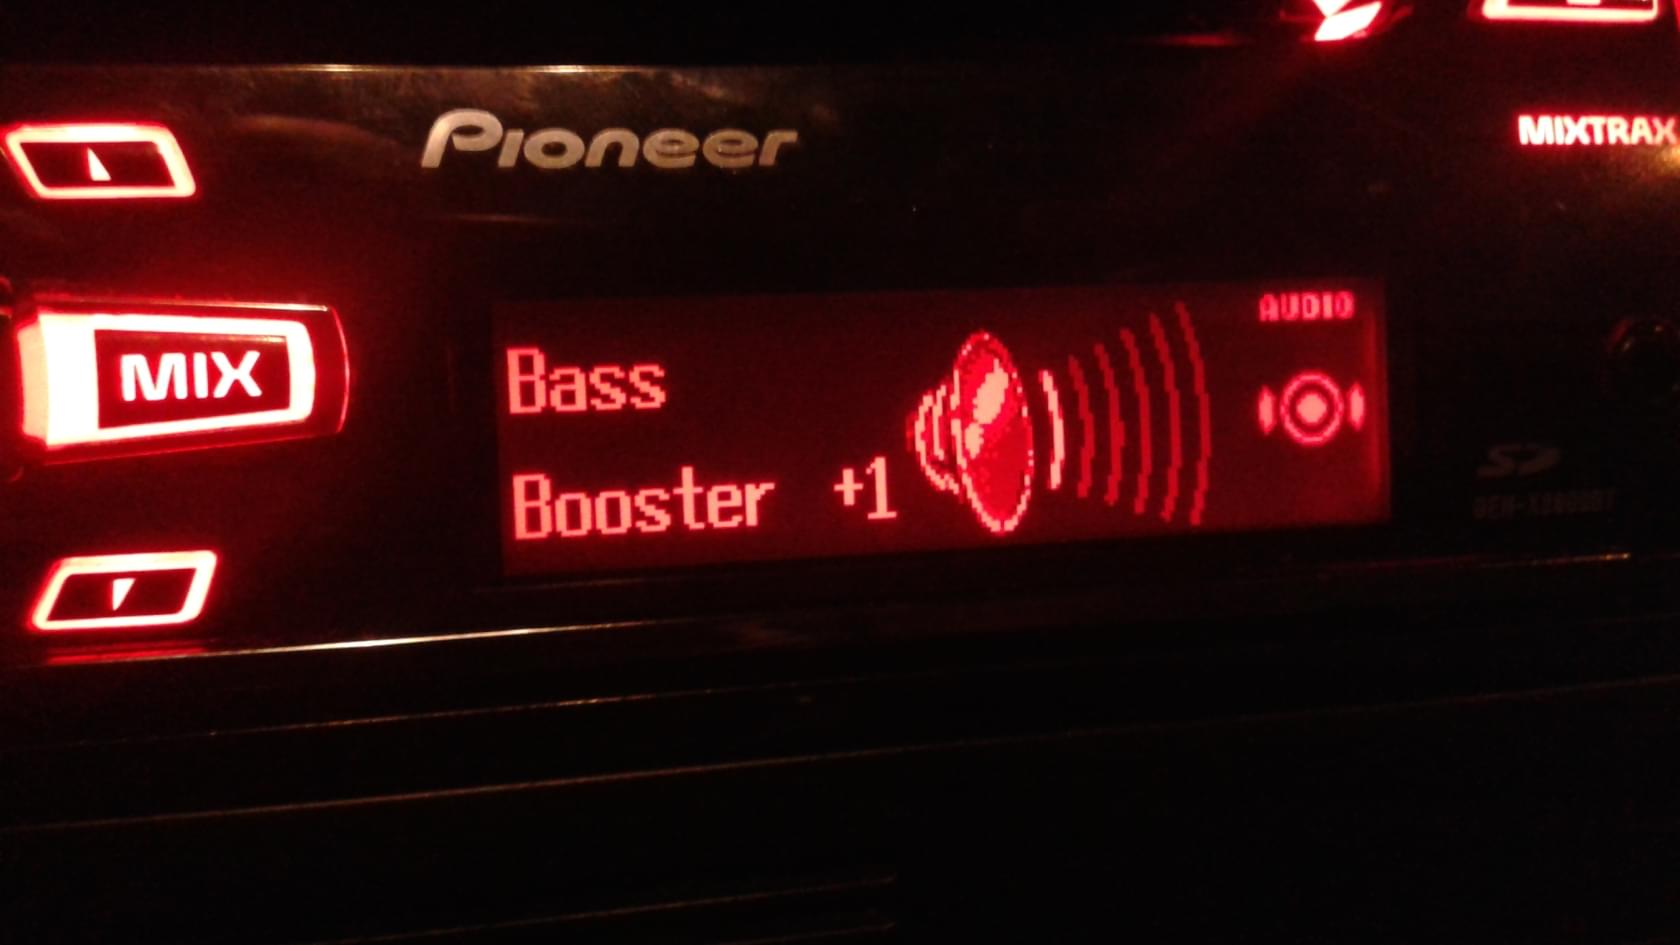 Pioneer
MIXTRAX
MIX
AUDIO
Bass
Booster +1
SD